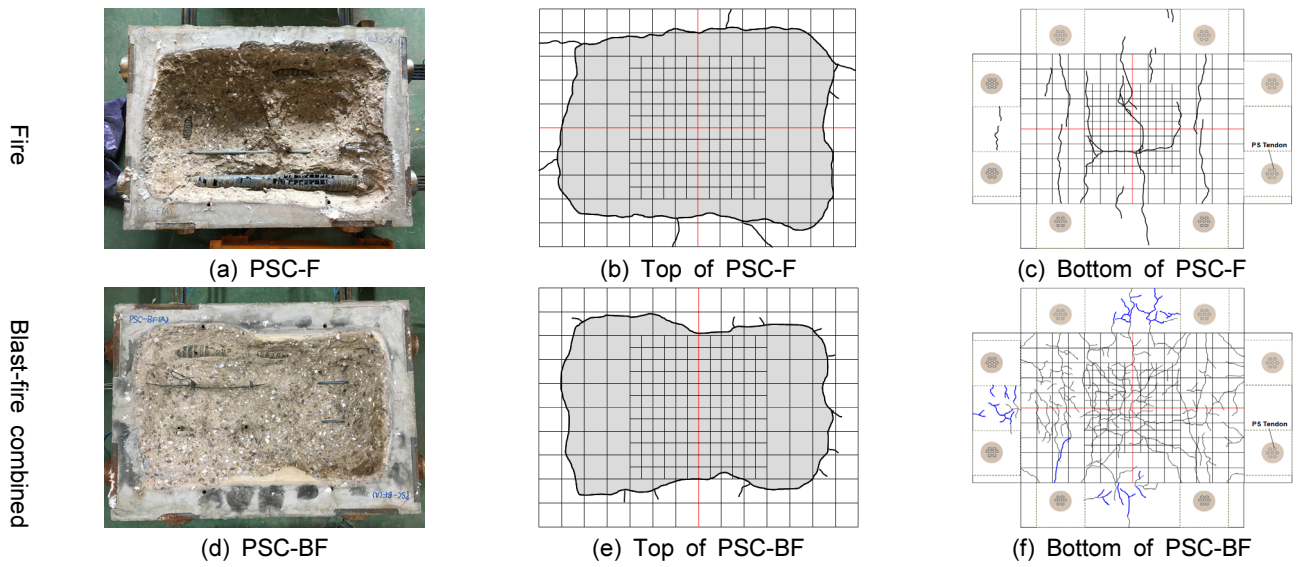 Fire
(a) PSC-F
(b) Top of PSC-F
PS Tendon
(c) Bottom of PSC-F
Blast-fire combined
PSC-BF(A)
PSC-BF(A)
(d) PSC-BF
(e) Top of PSC-BF
PS Tendon
(f) Bottom of PSC-BF